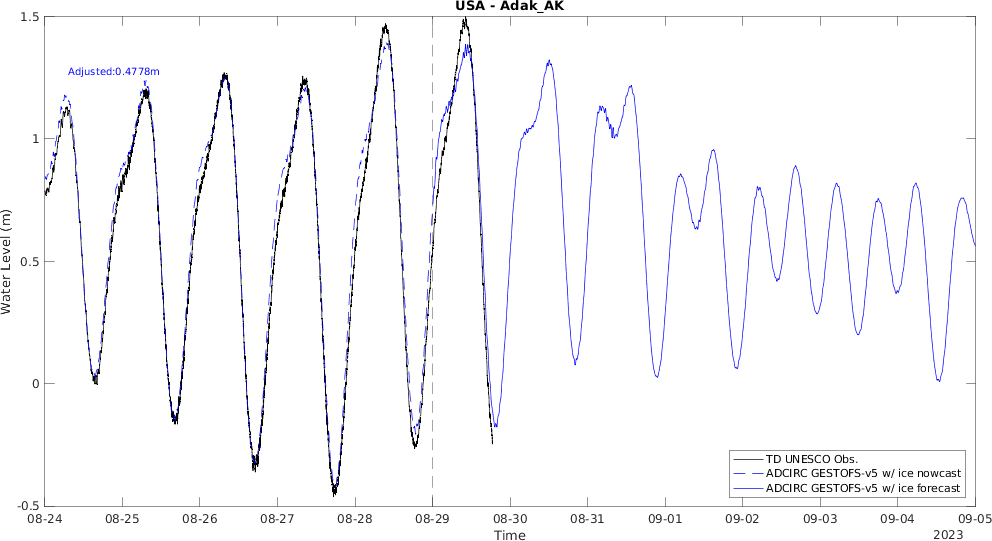 USA - Adak_AK
1.5
Adjusted:0.4778m
1
0.5
0
-0.5
Water Level (m)
TD UNESCO Obs.
ADCIRC GESTOFS-v5 w/ ice nowcast
ADCIRC GESTOFS-v5 w/ ice forecast
08-24 08-25 08-26 08-27 08-28 08-29 08-30 08-31 09-01 09-02 09-03 09-04 09-05
Time
2023